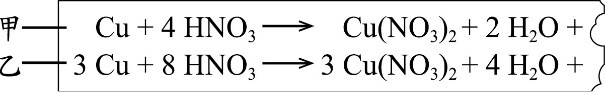 甲 Cu + 4 HNO₃ ⟶ Cu(NO₃)₂ + 2 H₂O +
乙 3 Cu + 8 HNO₃ ⟶ 3 Cu(NO₃)₂ + 4 H₂O +